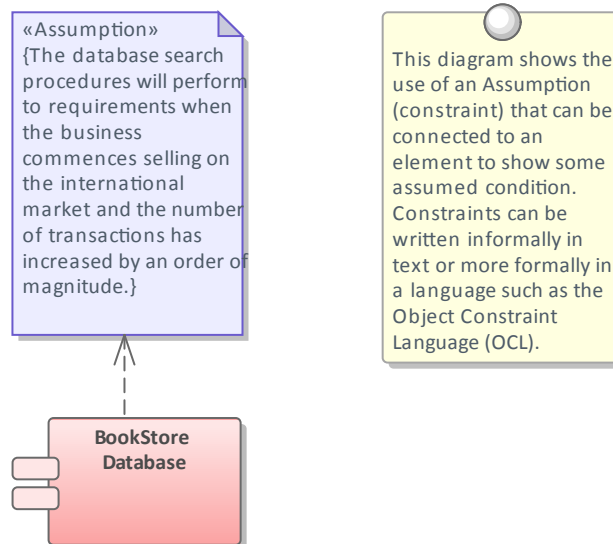 «Assumption»
{The database search
procedures will perform
to requirements when
the business
commences selling on
the international
market and the number
of transactions has
increased by an order of
magnitude.}
This diagram shows the
use of an Assumption
(constraint) that can be
connected to an
element to show some
assumed condition.
Constraints can be
written informally in
text or more formally in
a language such as the
Object Constraint
Language (OCL).
BookStore
Database